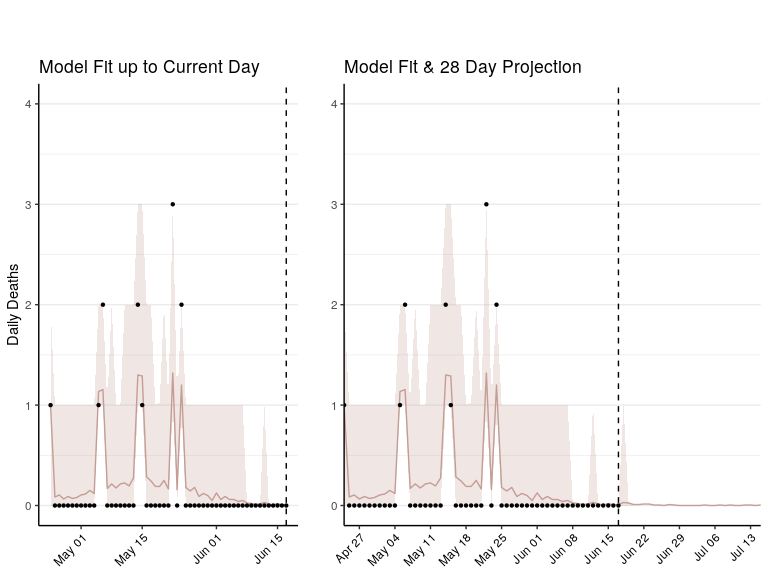 Model Fit up to Current Day
Model Fit & 28 Day Projection
Daily Deaths
4
3
2
1
0
May 01
May 15
Jun 01
Jun 15
4
3
2
1
0
Apr 27
May 04
May 11
May 18
May 25
Jun 01
Jun 08
Jun 15
Jun 22
Jun 29
Jul 06
Jul 13